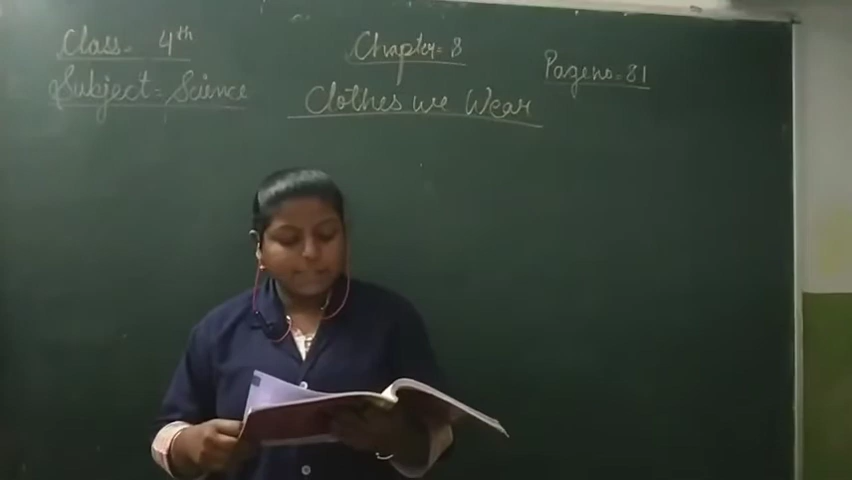 Class- 4th
Chapter- 8
Page no- 81
Subject- Science
Clothes we Wear